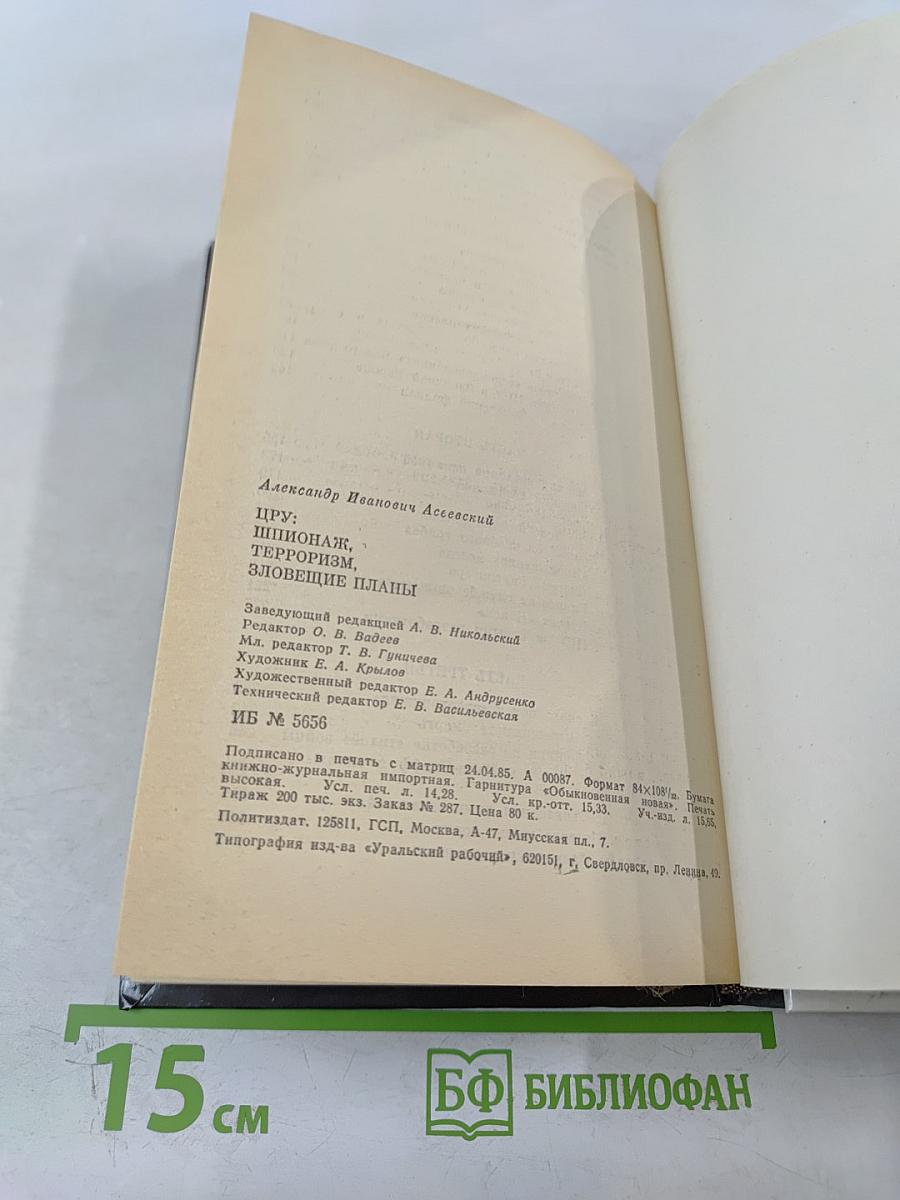 Александр Иванович Асеевский
ЦРУ:
ШПИОНАЖ,
ТЕРРОРИЗМ,
ЗЛОВЕЩИЕ ПЛАНЫ
Заведующий редакцией А. В. Никольский
Редактор О. В. Вадеев
Мл. редактор Т. В. Гуничева
Художник Е. А. Крылов
Художественный редактор Е. А. Андрусенко
Технический редактор Е. В. Васильевская
ИБ № 5656
Подписано в печать с матриц 24.04.85. А 00087. Формат 84×108¹/₃₂. Бумага
книжно-журнальная импортная. Гарнитура «Обыкновенная новая». Печать
высокая. Усл. печ. л. 14,28. Усл. кр.-отт. 15,33. Уч.-изд. л. 15,65.
Тираж 200 тыс. экз. Заказ № 287. Цена 80 к.
Политиздат. 125811, ГСП, Москва, А-47, Миусская пл., 7.
Типография изд-ва «Уральский рабочий», 620151, г. Свердловск, пр. Ленина, 49.
15 см
БФ БИБЛИОФАН